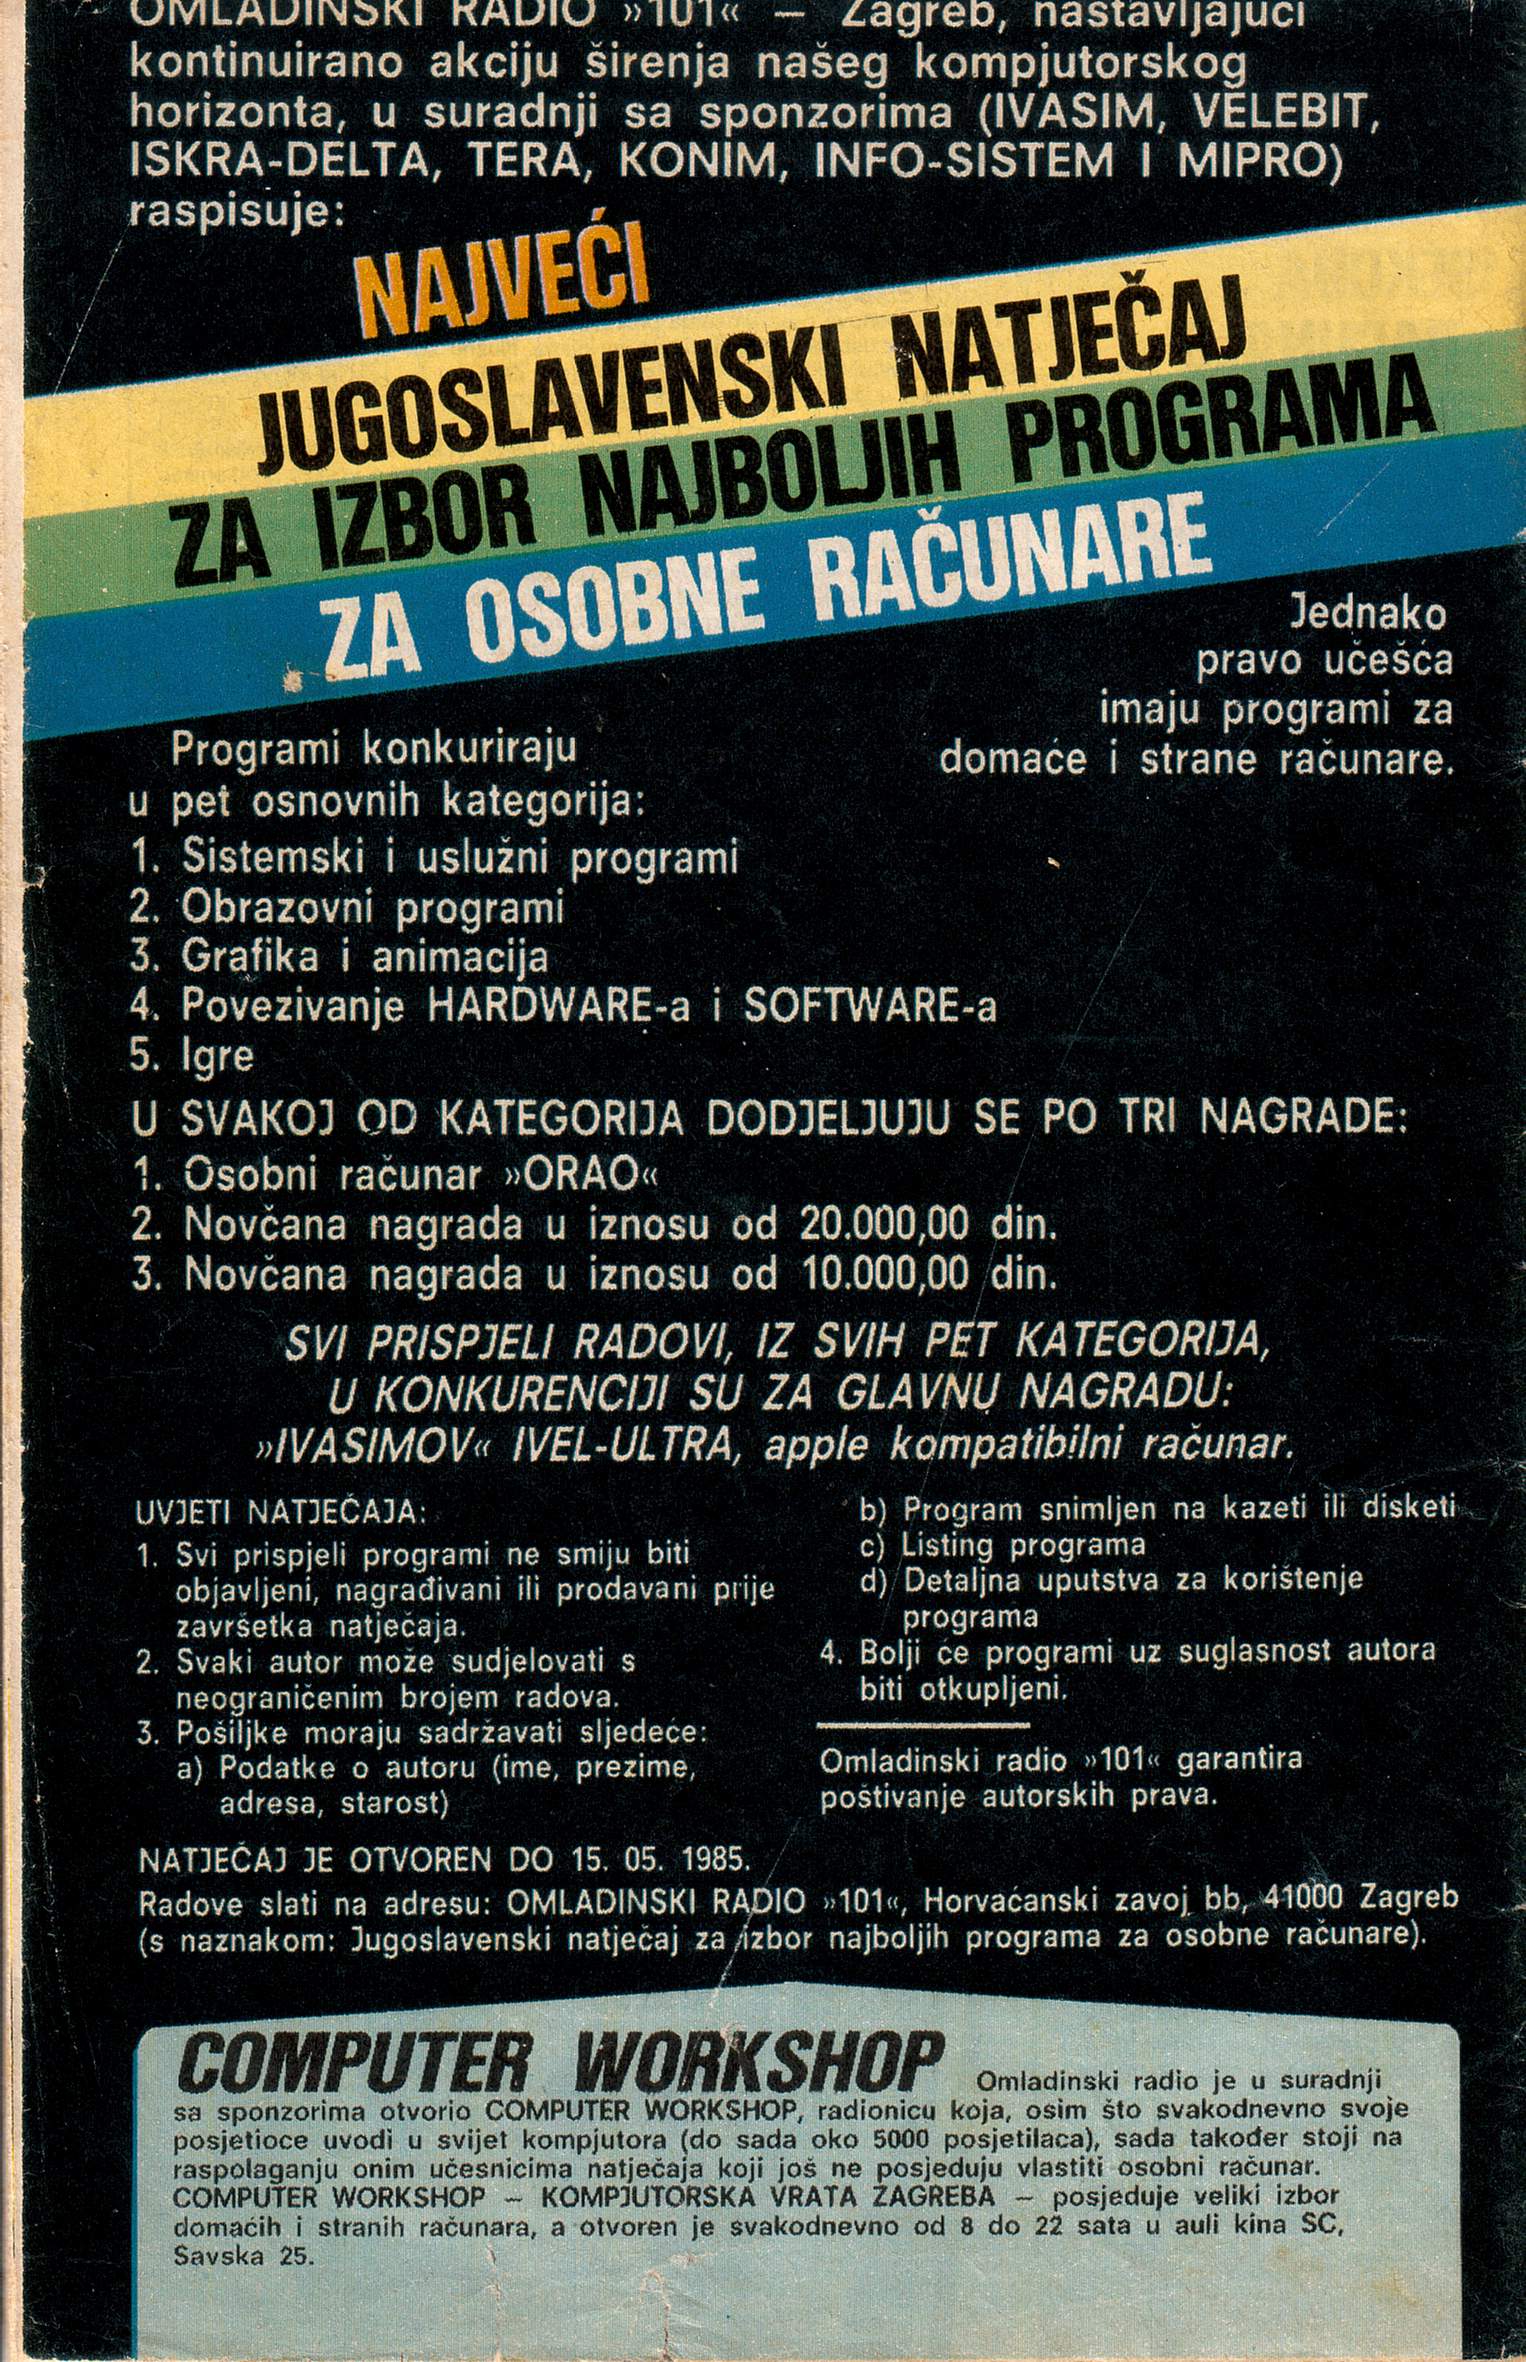 OMLADINSKI RADIO »101« — Zagreb, nastavljajući
kontinuirano akciju širenja našeg kompjutorskog
horizonta, u suradnji sa sponzorima (IVASIM, VELEBIT,
ISKRA-DELTA, TERA, KONIM, INFO-SISTEM I MIPRO)
raspisuje:
NAJVEĆI
JUGOSLAVENSKI NATJEČAJ
ZA IZBOR NAJBOLJIH PROGRAMA
ZA OSOBNE RAČUNARE
Jednako
pravo učešća
imaju programi za
domaće i strane računare.
Programi konkuriraju
u pet osnovnih kategorija:
1. Sistemski i uslužni programi
2. Obrazovni programi
3. Grafika i animacija
4. Povezivanje HARDWARE-a i SOFTWARE-a
5. Igre
U SVAKOJ OD KATEGORIJA DODJELJUJU SE PO TRI NAGRADE:
1. Osobni računar »ORAO«
2. Novčana nagrada u iznosu od 20.000,00 din.
3. Novčana nagrada u iznosu od 10.000,00 din.
SVI PRISPJELI RADOVI, IZ SVIH PET KATEGORIJA,
U KONKURENCIJI SU ZA GLAVNU NAGRADU:
»IVASIMOV« IVEL-ULTRA, apple kompatibilni računar.
UVJETI NATJEČAJA:
1. Svi prispjeli programi ne smiju biti
objavljeni, nagrađivani ili prodavani prije
završetka natječaja.
2. Svaki autor može sudjelovati s
neograničenim brojem radova.
3. Pošiljke moraju sadržavati sljedeće:
a) Podatke o autoru (ime, prezime,
adresa, starost)
b) Program snimljen na kazeti ili disketi
c) Listing programa
d) Detaljna uputstva za korištenje
programa
4. Bolji će programi uz suglasnost autora
biti otkupljeni.
Omladinski radio »101« garantira
poštivanje autorskih prava.
NATJEČAJ JE OTVOREN DO 15. 05. 1985.
Radove slati na adresu: OMLADINSKI RADIO »101«, Horvaćanski zavoj bb, 41000 Zagreb
(s naznakom: Jugoslavenski natječaj za izbor najboljih programa za osobne računare).
COMPUTER WORKSHOP Omladinski radio je u suradnji
sa sponzorima otvorio COMPUTER WORKSHOP, radionicu koja, osim što svakodnevno svoje
posjetioce uvodi u svijet kompjutora (do sada oko 5000 posjetilaca), sada također stoji na
raspolaganju onim učesnicima natječaja koji još ne posjeduju vlastiti osobni računar.
COMPUTER WORKSHOP — KOMPJUTORSKA VRATA ZAGREBA — posjeduje veliki izbor
domaćih i stranih računara, a otvoren je svakodnevno od 8 do 22 sata u auli kina SC,
Savska 25.